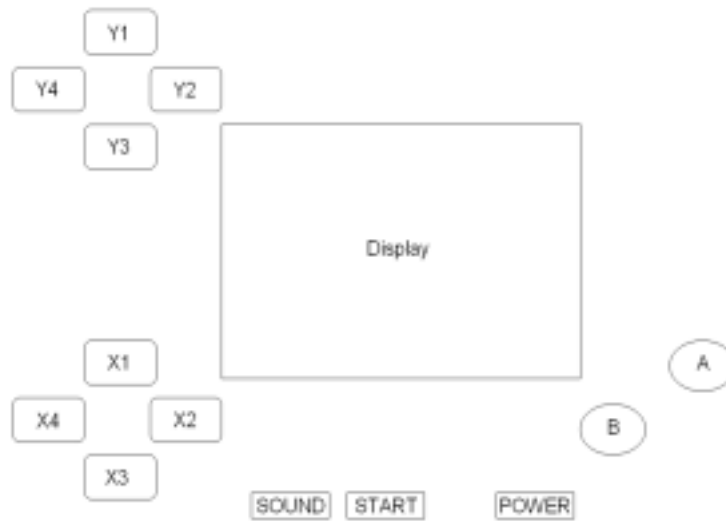 Y1
Y4 Y2
Y3
Display
X1
A
X4 X2
B
X3
SOUND START POWER